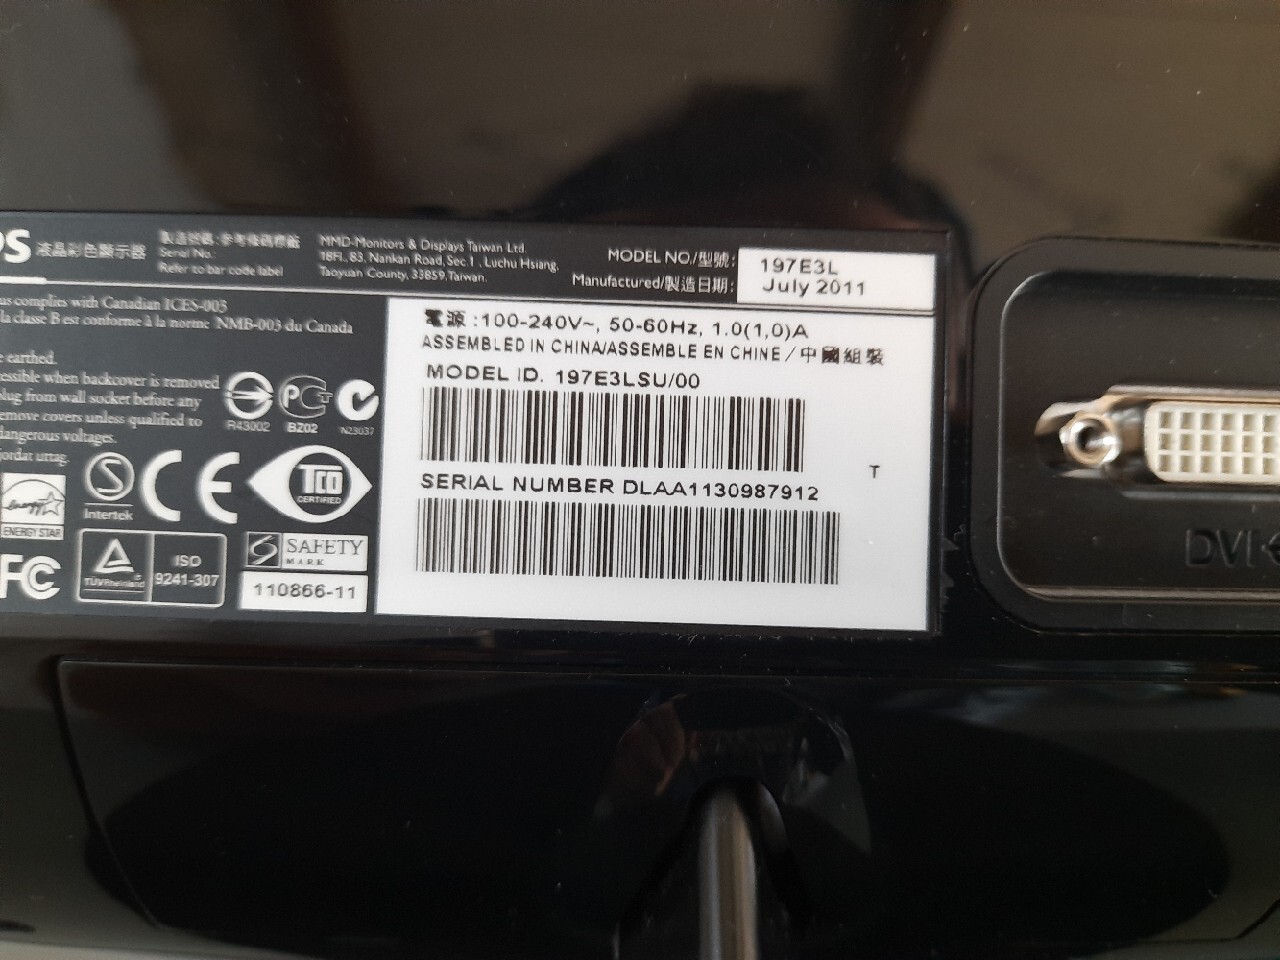 PS 液晶彩色顯示器
製造號碼:參考條碼標籤
Serial No:
Refer to bar code label
MMD-Monitors & Displays Taiwan Ltd.
18Fl., 83, Nankan Road, Sec.1, Luchu Hsiang,
Taoyuan County, 33859, Taiwan.
MODEL NO./型號: 197E3L
Manufactured/製造日期: July 2011
us complies with Canadian ICES-003
la classe B est conforme à la norme NMB-003 du Canada
e earthed.
essible when backcover is removed
plug from wall socket before any
emove covers unless qualified to
dangerous voltages.
jordat uttag.
R43002
BZ02
N23037
S
Intertek
CE
TCO
CERTIFIED
energy
ENERGY STAR
FC
TÜVRheinland
ISO
9241-307
S SAFETY
MARK
110866-11
電源:100-240V~, 50-60Hz, 1.0(1,0)A
ASSEMBLED IN CHINA/ASSEMBLE EN CHINE/中國組裝
MODEL ID. 197E3LSU/00
T
SERIAL NUMBER DLAA1130987912
DVI